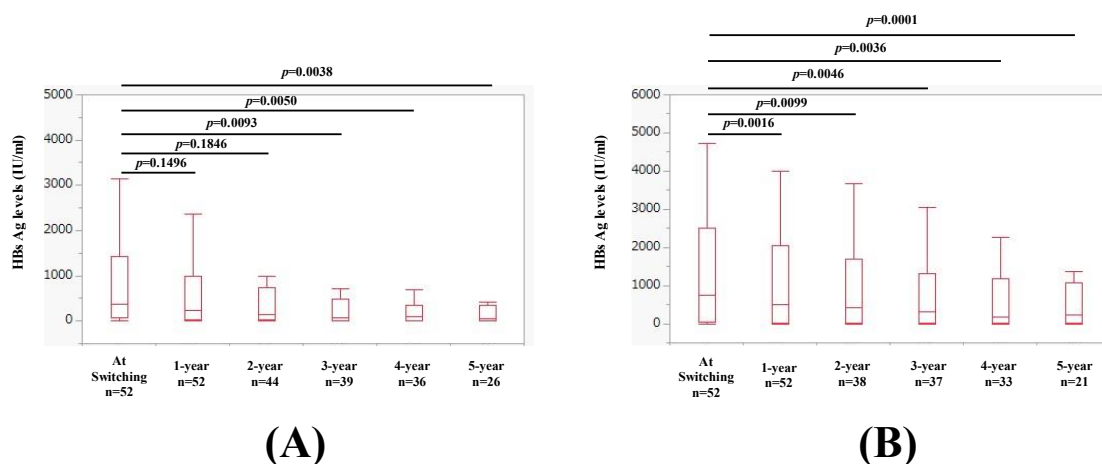 p=0.0038
p=0.0050
p=0.0093
p=0.1846
p=0.1496
5000
4000
3000
2000
1000
0
HBs Ag levels (IU/ml)
At Switching n=52
1-year n=52
2-year n=44
3-year n=39
4-year n=36
5-year n=26
(A)
p=0.0001
p=0.0036
p=0.0046
p=0.0099
p=0.0016
6000
5000
4000
3000
2000
1000
0
HBs Ag levels (IU/ml)
At Switching n=52
1-year n=52
2-year n=38
3-year n=37
4-year n=33
5-year n=21
(B)